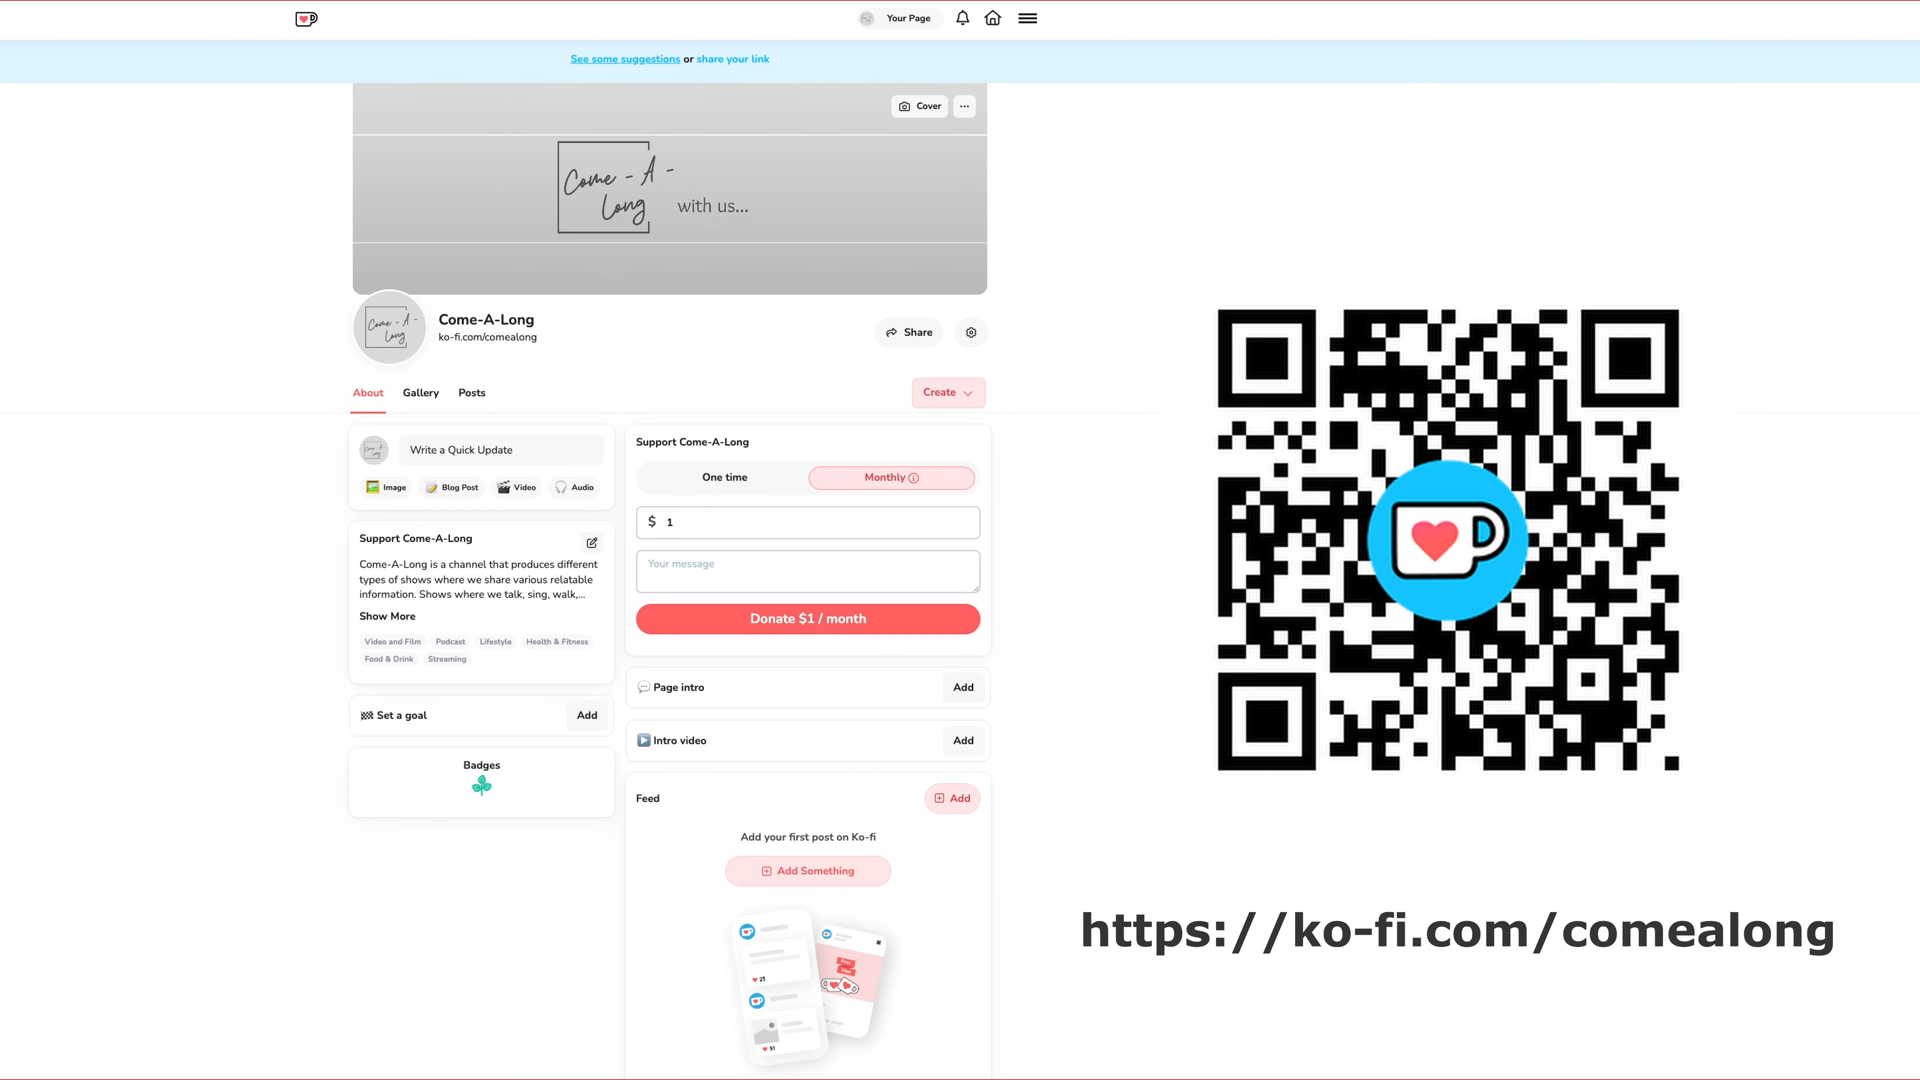 Your Page
See some suggestions or share your link
Cover
Come - A -
Long
with us...
Come - A -
Long
Come-A-Long
ko-fi.com/comealong
Share
About
Gallery
Posts
Create
Write a Quick Update
Image
Blog Post
Video
Audio
Support Come-A-Long
Come-A-Long is a channel that produces different
types of shows where we share various relatable
information. Shows where we talk, sing, walk,...
Show More
Video and Film
Podcast
Lifestyle
Health & Fitness
Food & Drink
Streaming
Set a goal
Add
Badges
Support Come-A-Long
One time
Monthly
$ 1
Your message
Donate $1 / month
Page intro
Add
Intro video
Add
Feed
Add
Add your first post on Ko-fi
Add Something
23
51
https://ko-fi.com/comealong